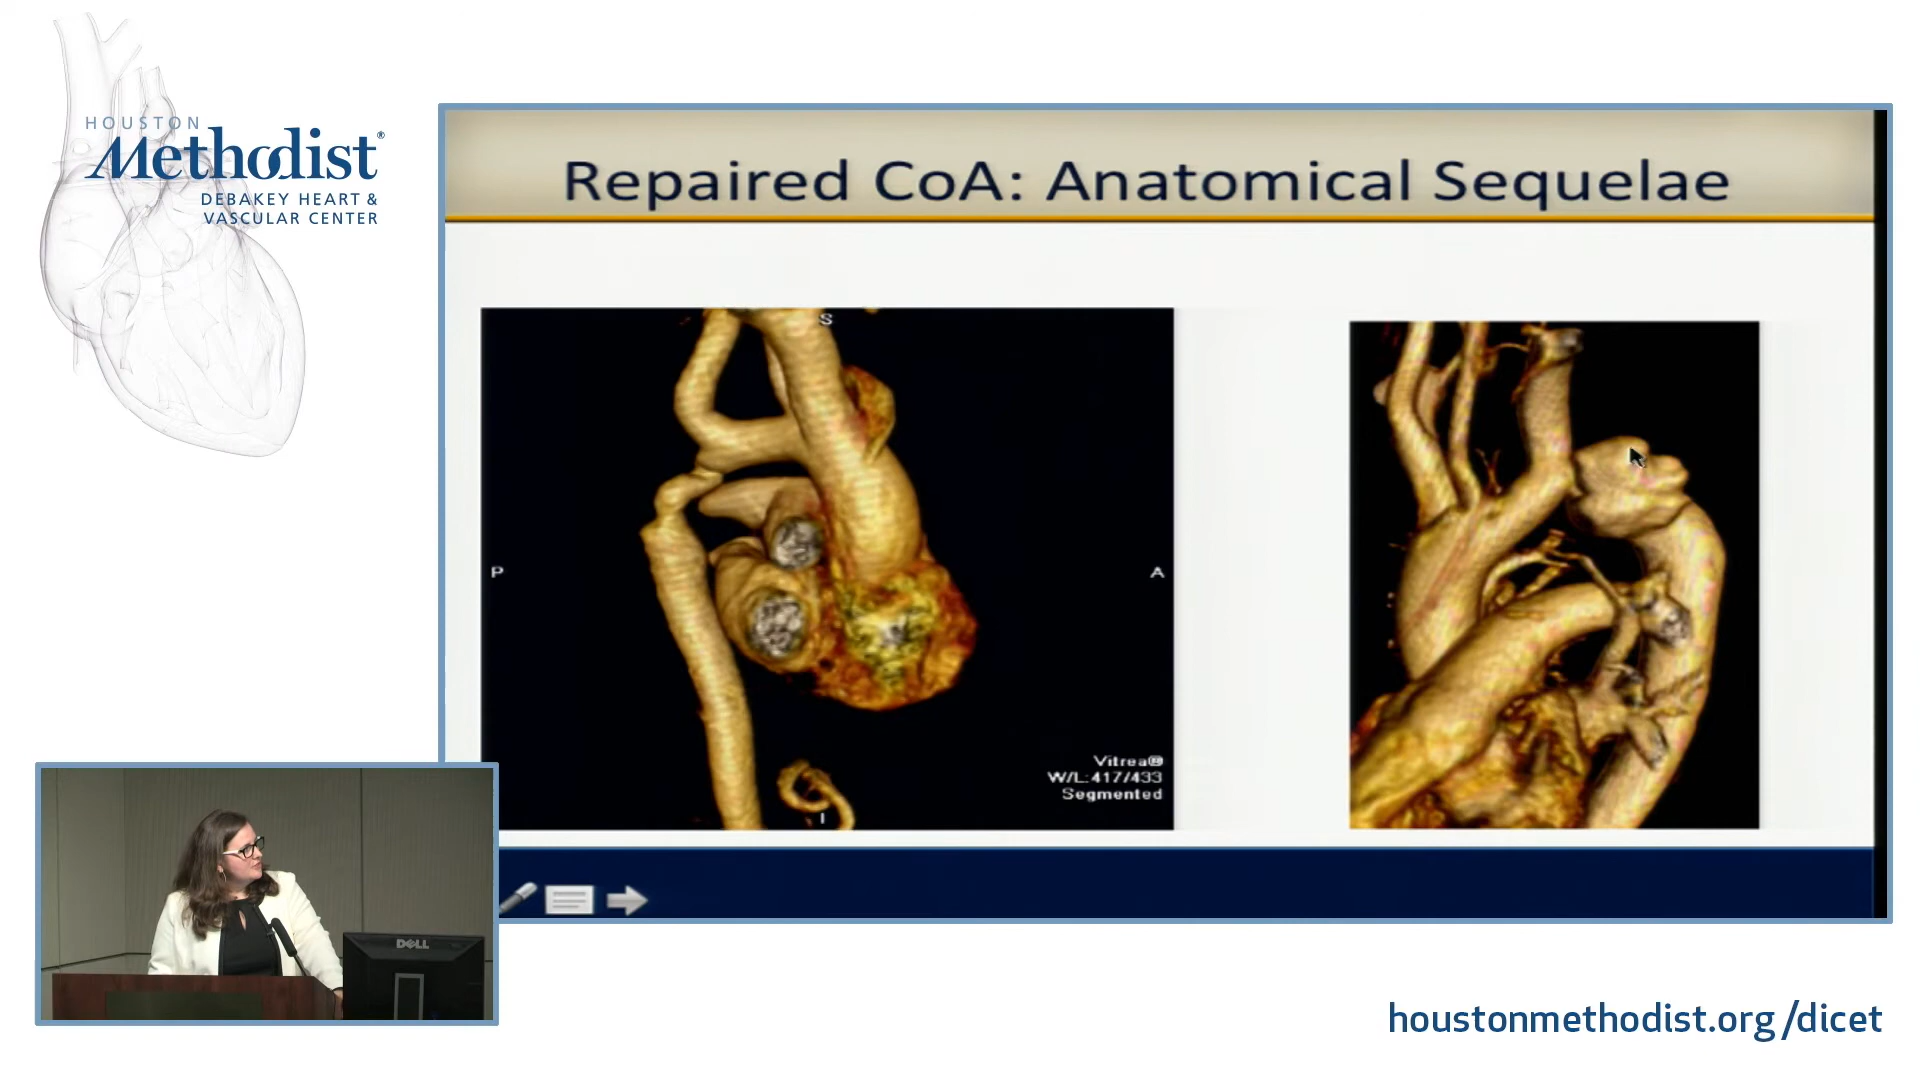 HOUSTON
Methodist®
DEBAKEY HEART &
VASCULAR CENTER
Repaired CoA: Anatomical Sequelae
S
P
A
Vitrea®
W/L:417/433
Segmented
I
DELL
houstonmethodist.org/dicet